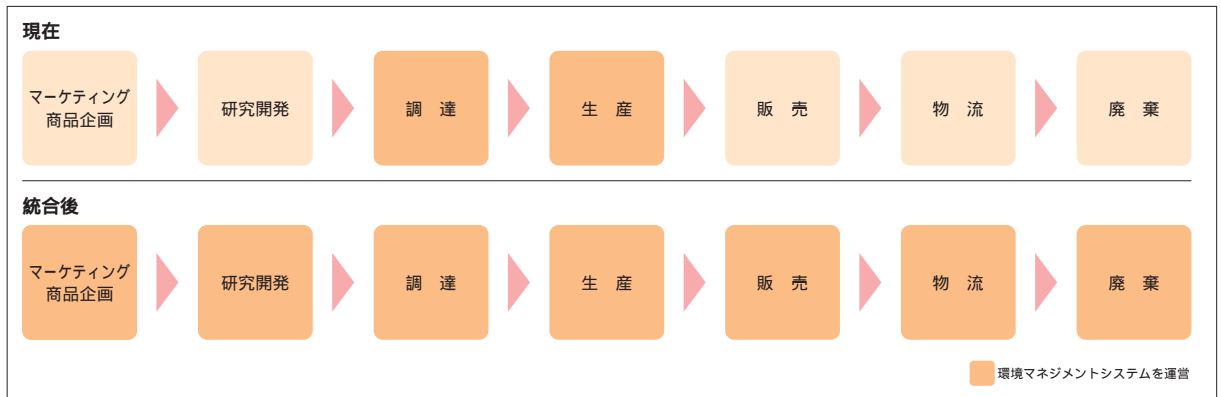 現在
マーケティング
商品企画
研究開発
調 達
生 産
販 売
物 流
廃 棄
統合後
マーケティング
商品企画
研究開発
調 達
生 産
販 売
物 流
廃 棄
環境マネジメントシステムを運営